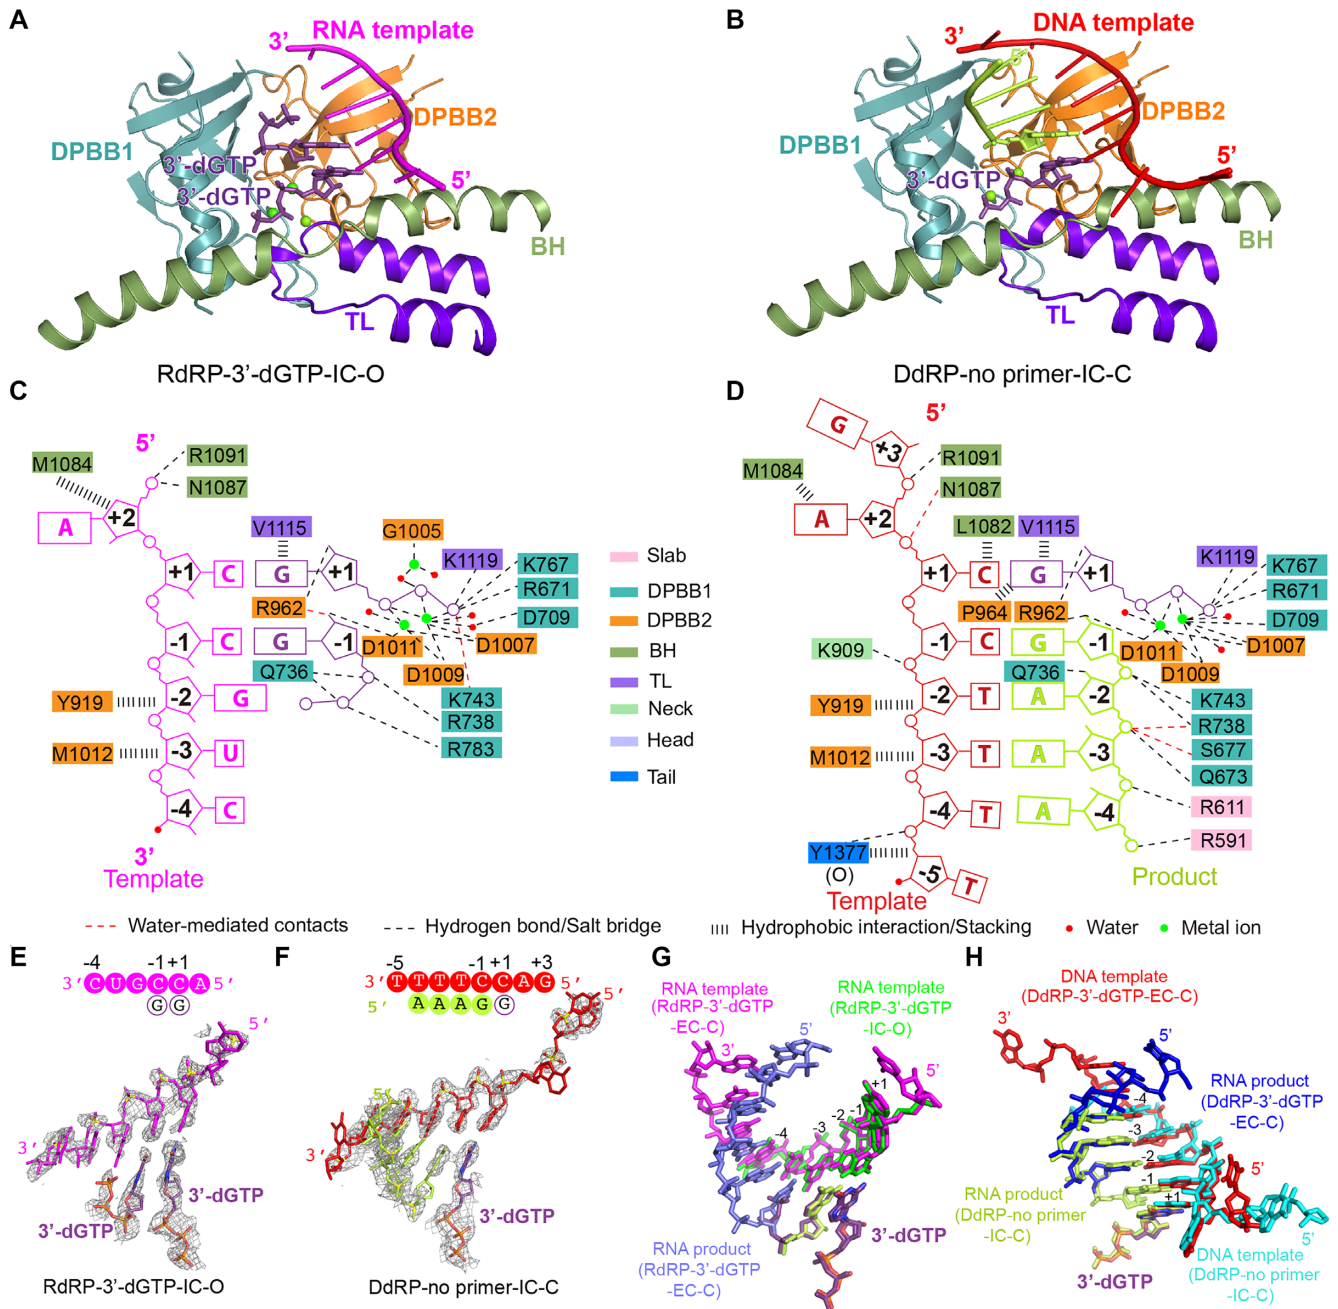 A
RNA template
3’
DPBB2
DPBB1
3’-dGTP
3’-dGTP
5’
BH
TL
RdRP-3’-dGTP-IC-O
B
DNA template
3’
DPBB2
DPBB1
5’
3’-dGTP
BH
TL
DdRP-no primer-IC-C
C
5’
M1084
R1091
N1087
A
+2
V1115
G1005
K1119
K767
+1
C
G
+1
R671
R962
D709
-1
C
G
-1
D1011
D1007
Q736
D1009
Y919
-2
G
K743
R738
M1012
-3
U
R783
-4
C
3’
Template
Slab
DPBB1
DPBB2
BH
TL
Neck
Head
Tail
D
5’
G
+3
R1091
M1084
N1087
A
+2
L1082
V1115
K1119
K767
+1
C
G
+1
R671
P964
R962
D709
K909
-1
C
G
-1
D1011
D1007
Q736
D1009
Y919
-2
T
A
-2
K743
R738
M1012
-3
T
A
-3
S677
Q673
-4
T
A
-4
R611
Y1377
R591
(O)
-5
T
Template
Product
Water-mediated contacts
Hydrogen bond/Salt bridge
Hydrophobic interaction/Stacking
Water
Metal ion
E
-4
-1 +1
3’ C U G C C A 5’
G G
5’
3’
3’-dGTP
3’-dGTP
RdRP-3’-dGTP-IC-O
F
-5
-1 +1
+3
T T T T C C A G 5’
5’
A A A G G
5’
5’
3’
3’-dGTP
DdRP-no primer-IC-C
G
RNA template
(RdRP-3’-dGTP
-EC-C)
RNA template
(RdRP-3’-dGTP
-IC-O)
3’
5’
5’
+1
-1
-2
-3
-4
RNA product
(RdRP-3’-dGTP
-EC-C)
3’-dGTP
H
DNA template
(DdRP-3’-dGTP-EC-C)
3’
5’
RNA product
(DdRP-3’-dGTP
-EC-C)
-4
-3
-2
-1
+1
5’
RNA product
(DdRP-no primer
-IC-C)
5’
3’-dGTP
DNA template
(DdRP-no primer
-IC-C)